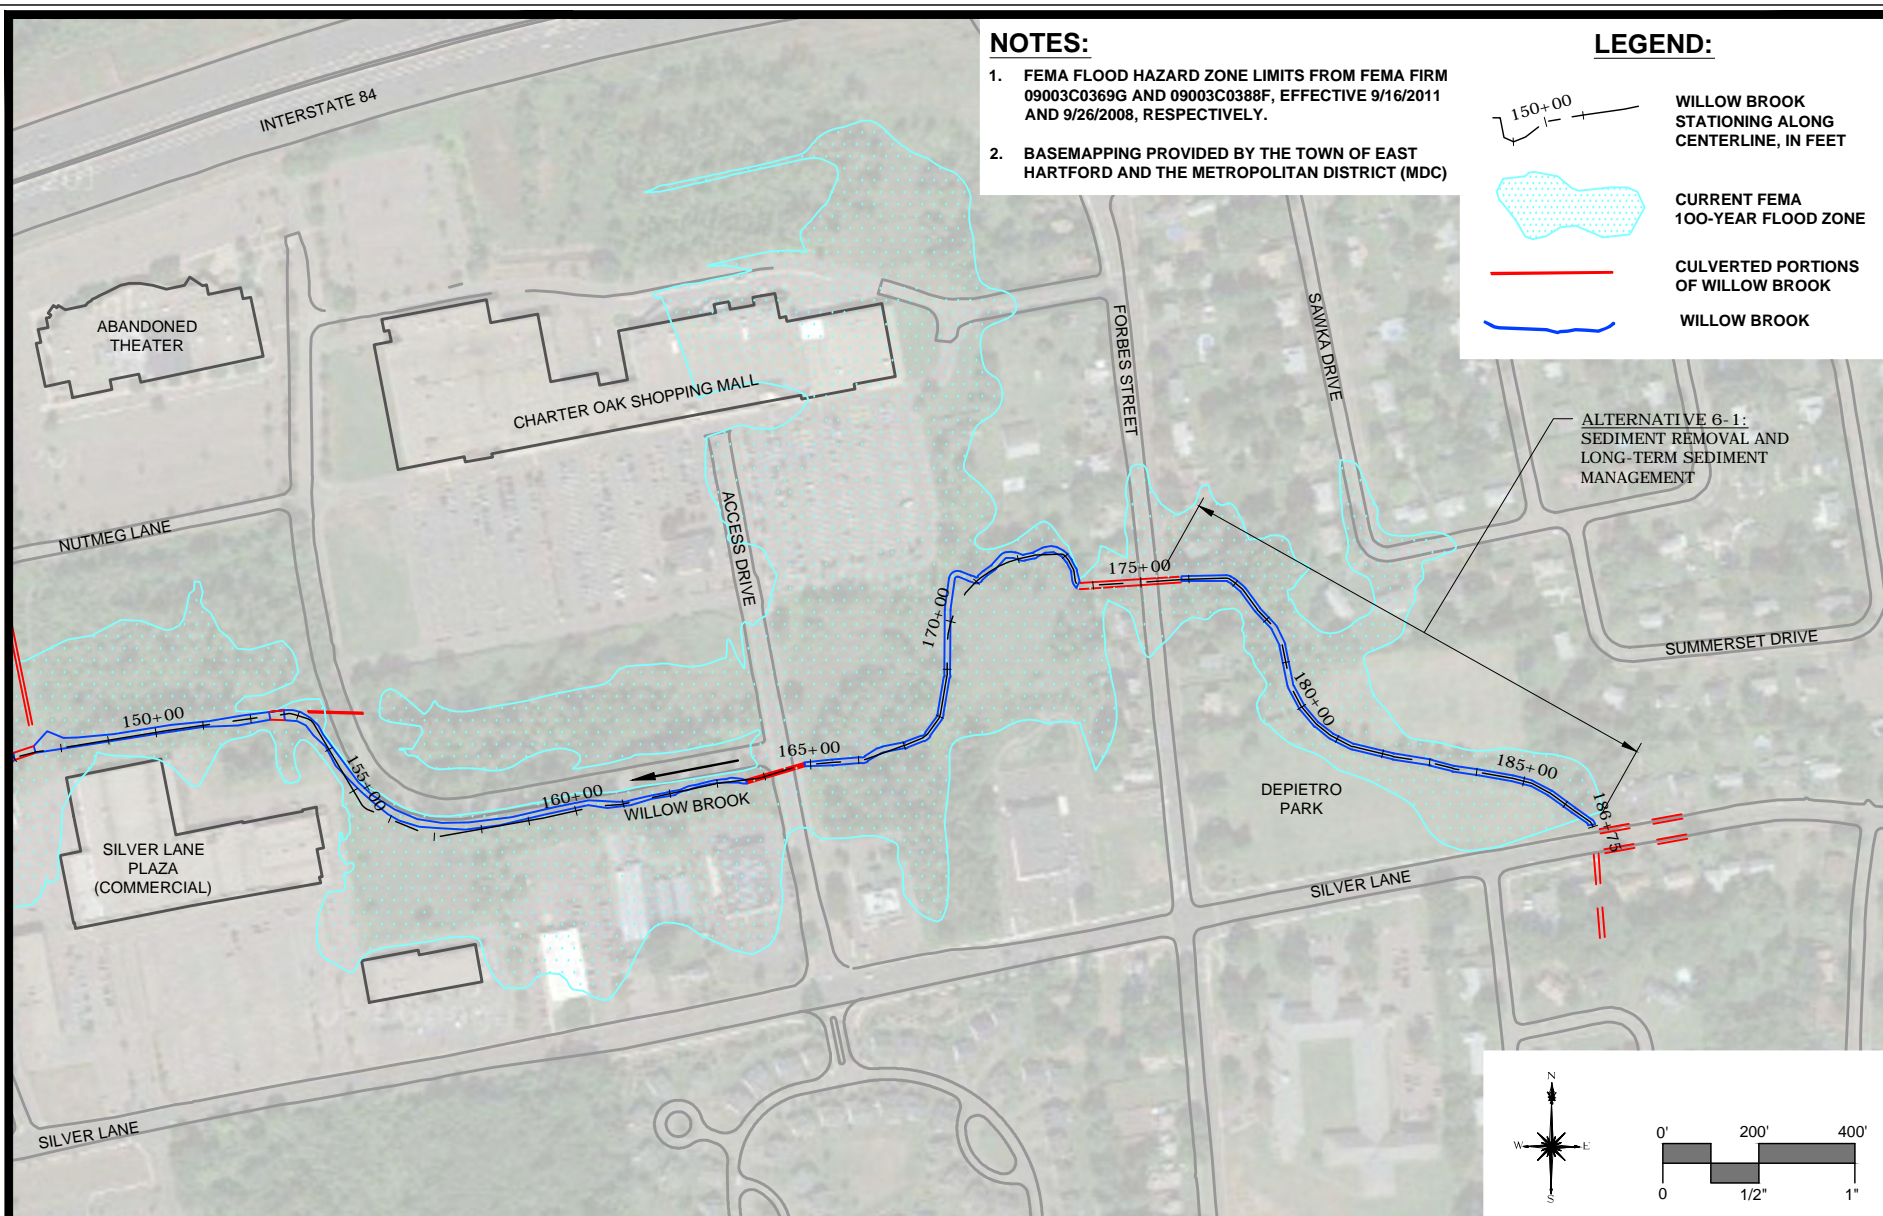 NOTES:
1. FEMA FLOOD HAZARD ZONE LIMITS FROM FEMA FIRM
09003C0369G AND 09003C0388F, EFFECTIVE 9/16/2011
AND 9/26/2008, RESPECTIVELY.
2. BASEMAPPING PROVIDED BY THE TOWN OF EAST
HARTFORD AND THE METROPOLITAN DISTRICT (MDC)
LEGEND:
150+00
WILLOW BROOK
STATIONING ALONG
CENTERLINE, IN FEET
CURRENT FEMA
100-YEAR FLOOD ZONE
CULVERTED PORTIONS
OF WILLOW BROOK
WILLOW BROOK
INTERSTATE 84
ABANDONED
THEATER
CHARTER OAK SHOPPING MALL
FORBES STREET
SAWKA DRIVE
ALTERNATIVE 6-1:
SEDIMENT REMOVAL AND
LONG-TERM SEDIMENT
MANAGEMENT
NUTMEG LANE
ACCESS DRIVE
175+00
170+00
SUMMERSET DRIVE
150+00
155+00
160+00
165+00
WILLOW BROOK
180+00
185+00
186+75
DEPIETRO
PARK
SILVER LANE
PLAZA
(COMMERCIAL)
SILVER LANE
SILVER LANE
N
W
E
S
0' 200' 400'
0 1/2" 1"